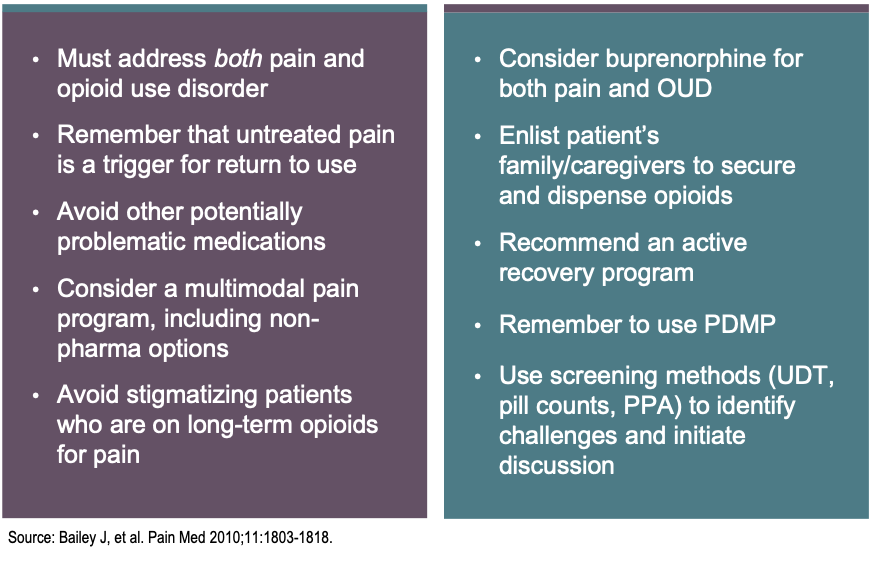 • Must address both pain and
opioid use disorder
• Remember that untreated pain
is a trigger for return to use
• Avoid other potentially
problematic medications
• Consider a multimodal pain
program, including non-
pharma options
• Avoid stigmatizing patients
who are on long-term opioids
for pain
• Consider buprenorphine for
both pain and OUD
• Enlist patient’s
family/caregivers to secure
and dispense opioids
• Recommend an active
recovery program
• Remember to use PDMP
• Use screening methods (UDT,
pill counts, PPA) to identify
challenges and initiate
discussion
Source: Bailey J, et al. Pain Med 2010;11:1803-1818.